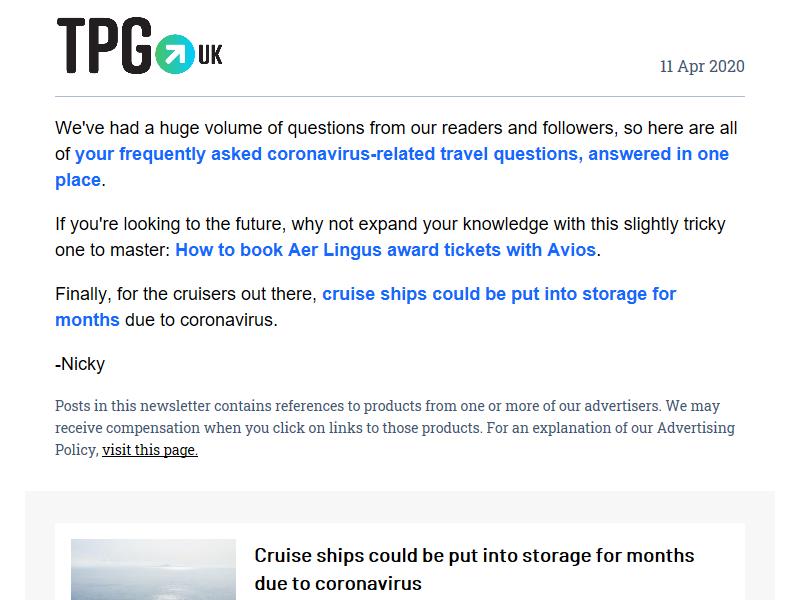 TPG UK
11 Apr 2020
We've had a huge volume of questions from our readers and followers, so here are all
of your frequently asked coronavirus-related travel questions, answered in one
place.
If you're looking to the future, why not expand your knowledge with this slightly tricky
one to master: How to book Aer Lingus award tickets with Avios.
Finally, for the cruisers out there, cruise ships could be put into storage for
months due to coronavirus.
-Nicky
Posts in this newsletter contains references to products from one or more of our advertisers. We may
receive compensation when you click on links to those products. For an explanation of our Advertising
Policy, visit this page.
Cruise ships could be put into storage for months
due to coronavirus